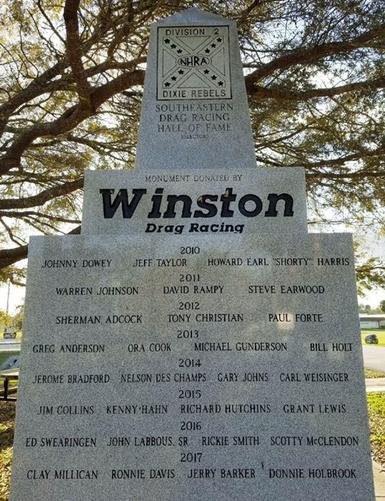 DIVISION 2
NHRA
DIXIE REBELS
SOUTHEASTERN
DRAG RACING
HALL OF FAME
MONUMENT DONATED BY
Winston
Drag Racing
2010
JOHNNY DOWEY JEFF TAYLOR HOWARD EARL "SHORTY" HARRIS
2011
WARREN JOHNSON DAVID RAMPY STEVE EARWOOD
2012
SHERMAN ADCOCK TONY CHRISTIAN PAUL FORTE
2013
GREG ANDERSON ORA COOK MICHAEL GUNDERSON BILL HOLT
2014
JEROME BRADFORD NELSON DES CHAMPS GARY JOHNS CARL WEISINGER
2015
JIM COLLINS KENNY HAHN RICHARD HUTCHINS GRANT LEWIS
2016
ED SWEARINGEN JOHN LABBOUS, SR. RICKIE SMITH SCOTTY McCLENDON
2017
CLAY MILLICAN RONNIE DAVIS JERRY BARKER DONNIE HOLBROOK